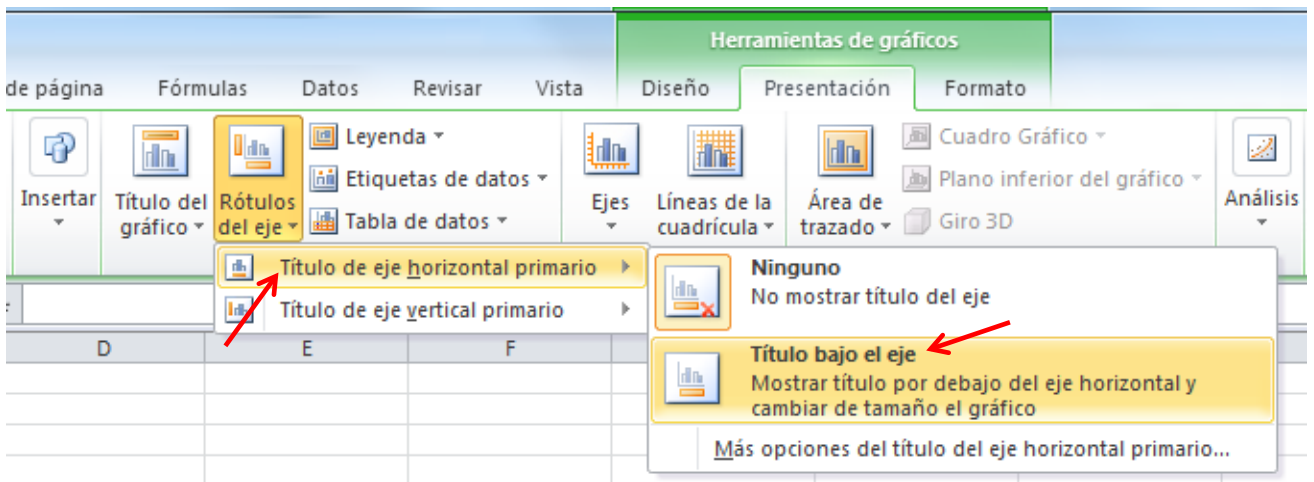 Herramientas de gráficos
de página Fórmulas Datos Revisar Vista Diseño Presentación Formato
Insertar
Título del gráfico
Rótulos del eje
Leyenda
Etiquetas de datos
Tabla de datos
Ejes
Líneas de la cuadrícula
Área de trazado
Cuadro Gráfico
Plano inferior del gráfico
Giro 3D
Análisis
Título de eje horizontal primario
Título de eje vertical primario
Ninguno
No mostrar título del eje
Título bajo el eje
Mostrar título por debajo del eje horizontal y
cambiar de tamaño el gráfico
Más opciones del título del eje horizontal primario...
D E F